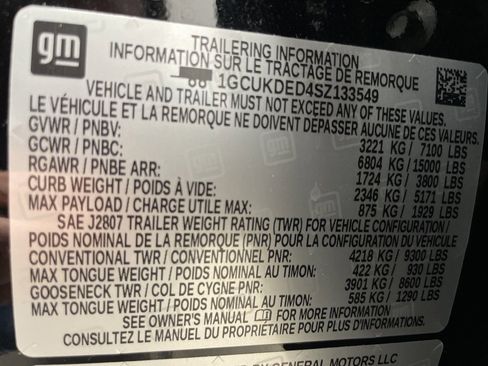 gm
TRAILERING INFORMATION
INFORMATION SUR LE TRACTAGE DE REMORQUE
1GCUKDED4SZ133549
VEHICLE AND TRAILER MUST NOT EXCEED ANY OF THESE VALUES
LE VÉHICULE ET LA REMORQUE NE DOIVENT DÉPASSER AUCUNE DE CES VALEURS
GVWR / PNBV: 3221 KG / 7100 LBS
GCWR / PNBC: 6804 KG / 15000 LBS
RGAWR / PNBE ARR: 1724 KG / 3800 LBS
CURB WEIGHT / POIDS À VIDE: 2346 KG / 5171 LBS
MAX PAYLOAD / CHARGE UTILE MAX: 875 KG / 1929 LBS
SAE J2807 TRAILER WEIGHT RATING (TWR) FOR VEHICLE CONFIGURATION /
POIDS NOMINAL DE LA REMORQUE (PNR) POUR LA CONFIGURATION DU VÉHICULE
CONVENTIONAL TWR / CONVENTIONNEL PNR: 4218 KG / 9300 LBS
MAX TONGUE WEIGHT / POIDS MAXIMAL AU TIMON: 422 KG / 930 LBS
GOOSENECK TWR / COL DE CYGNE PNR: 3901 KG / 8600 LBS
MAX TONGUE WEIGHT / POIDS MAXIMAL AU TIMON: 585 KG / 1290 LBS
SEE OWNER'S MANUAL FOR MORE INFORMATION
CONSULTEZ LE MANUEL DU PROPRIÉTAIRE POUR PLUS D'INFORMATIONS
BY GENERAL MOTORS LLC